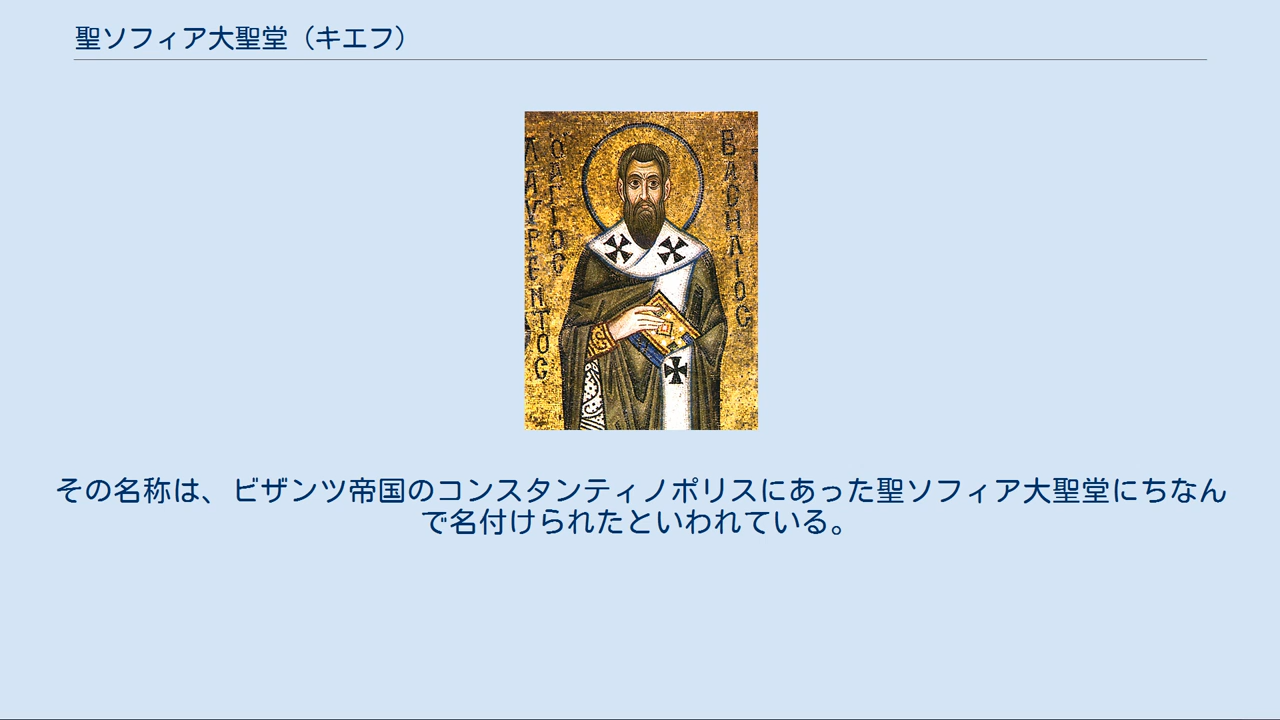 聖ソフィア大聖堂（キエフ）
ΛΑΥΡΕΝΤΟC
Ο ΑΓΙΟC
ΒΑCΗΛΙΟC
その名称は、ビザンツ帝国のコンスタンティノポリスにあった聖ソフィア大聖堂にちなん
で名付けられたといわれている。